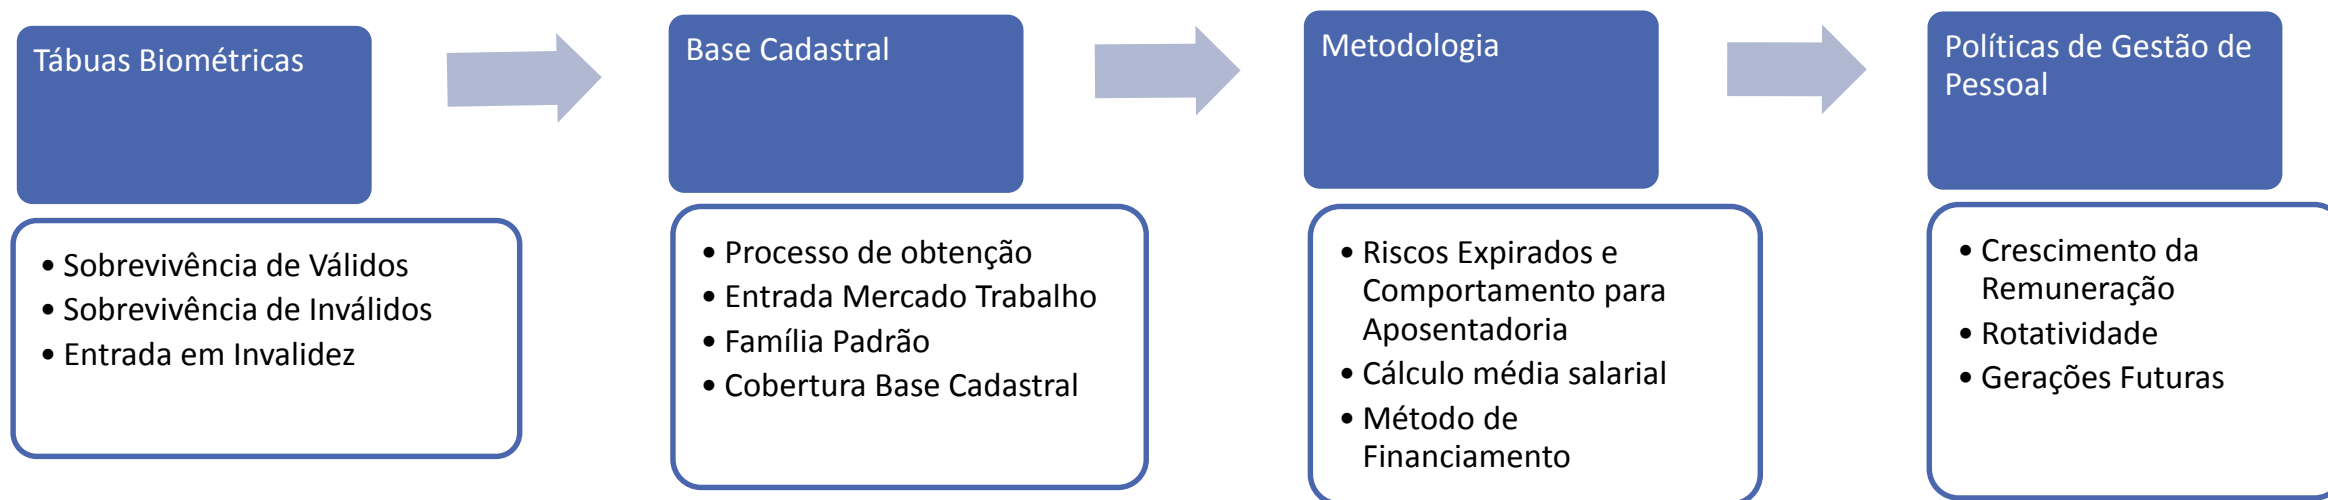 Tábuas Biométricas
• Sobrevivência de Válidos
• Sobrevivência de Inválidos
• Entrada em Invalidez
Base Cadastral
• Processo de obtenção
• Entrada Mercado Trabalho
• Família Padrão
• Cobertura Base Cadastral
Metodologia
• Riscos Expirados e
Comportamento para
Aposentadoria
• Cálculo média salarial
• Método de
Financiamento
Políticas de Gestão de
Pessoal
• Crescimento da
Remuneração
• Rotatividade
• Gerações Futuras